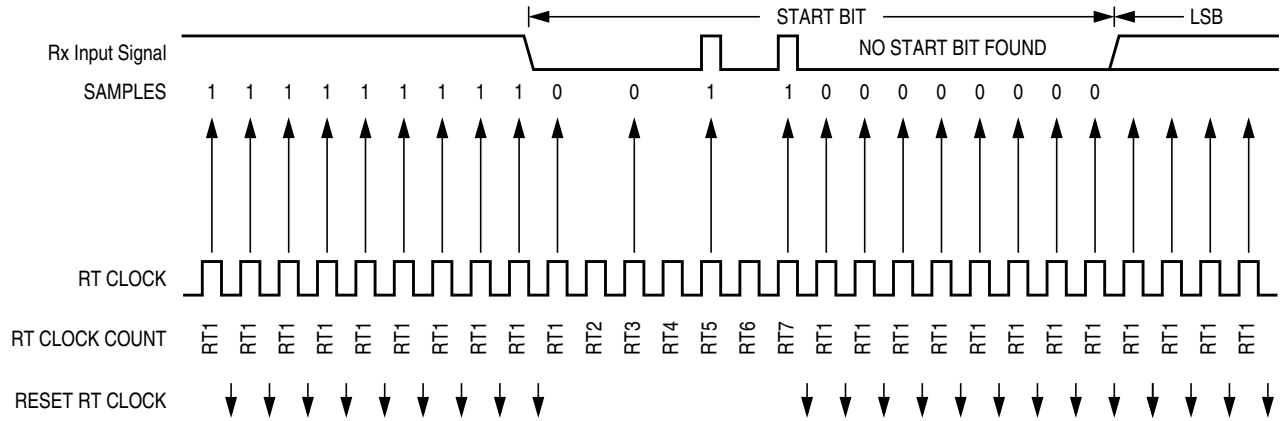 START BIT LSB
Rx Input Signal NO START BIT FOUND
SAMPLES 1 1 1 1 1 1 1 1 1 0 0 1 1 0 0 0 0 0 0 0 0
RT CLOCK
RT CLOCK COUNT RT1 RT1 RT1 RT1 RT1 RT1 RT1 RT1 RT1 RT1 RT2 RT3 RT4 RT5 RT6 RT7 RT1 RT1 RT1 RT1 RT1 RT1 RT1 RT1 RT1 RT1 RT1 RT1
RESET RT CLOCK